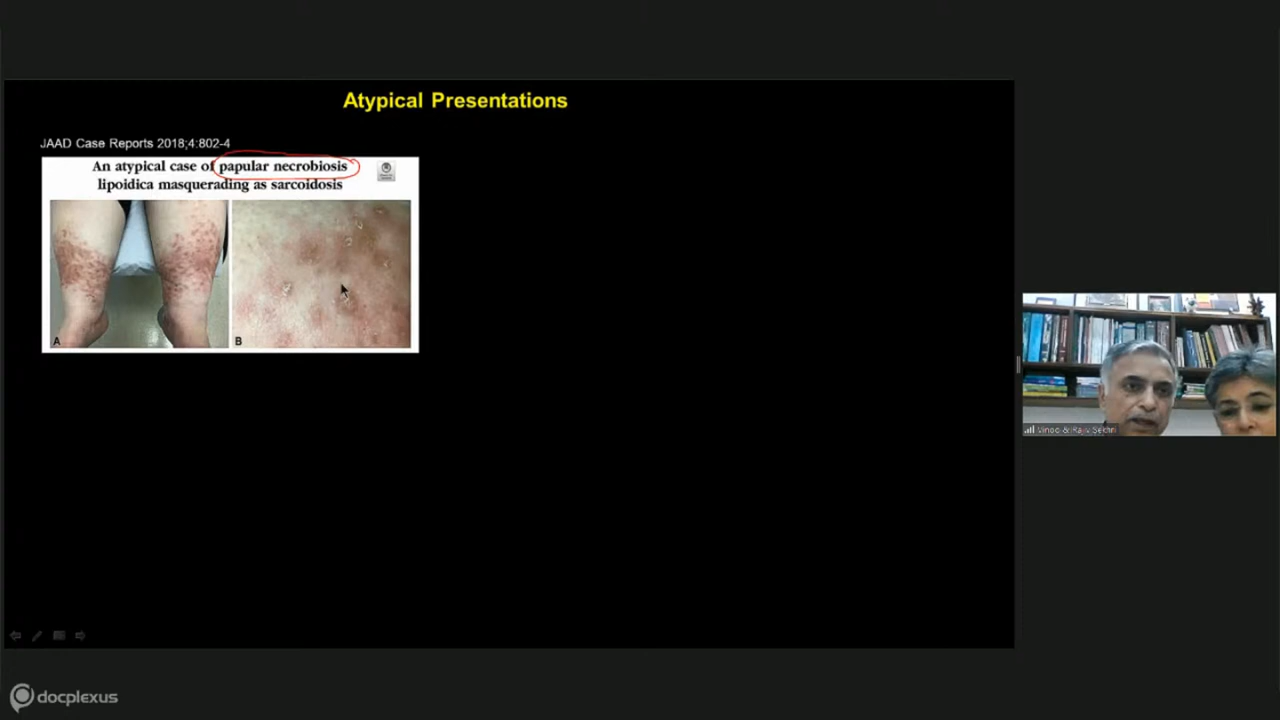 Atypical Presentations
JAAD Case Reports 2018;4:802-4
An atypical case of papular necrobiosis
lipoidica masquerading as sarcoidosis
A
B
docplexus